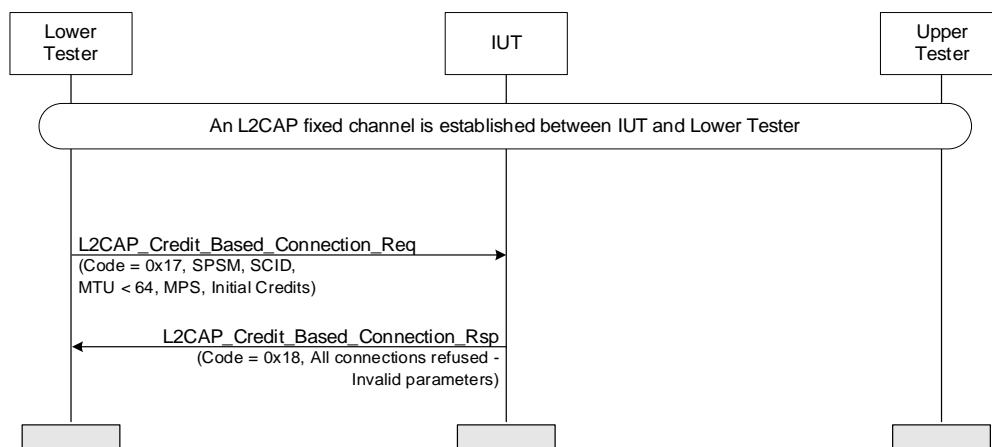 Lower
Tester
IUT
Upper
Tester
An L2CAP fixed channel is established between IUT and Lower Tester
L2CAP_Credit_Based_Connection_Req
(Code = 0x17, SPSM, SCID,
MTU < 64, MPS, Initial Credits)
L2CAP_Credit_Based_Connection_Rsp
(Code = 0x18, All connections refused -
Invalid parameters)